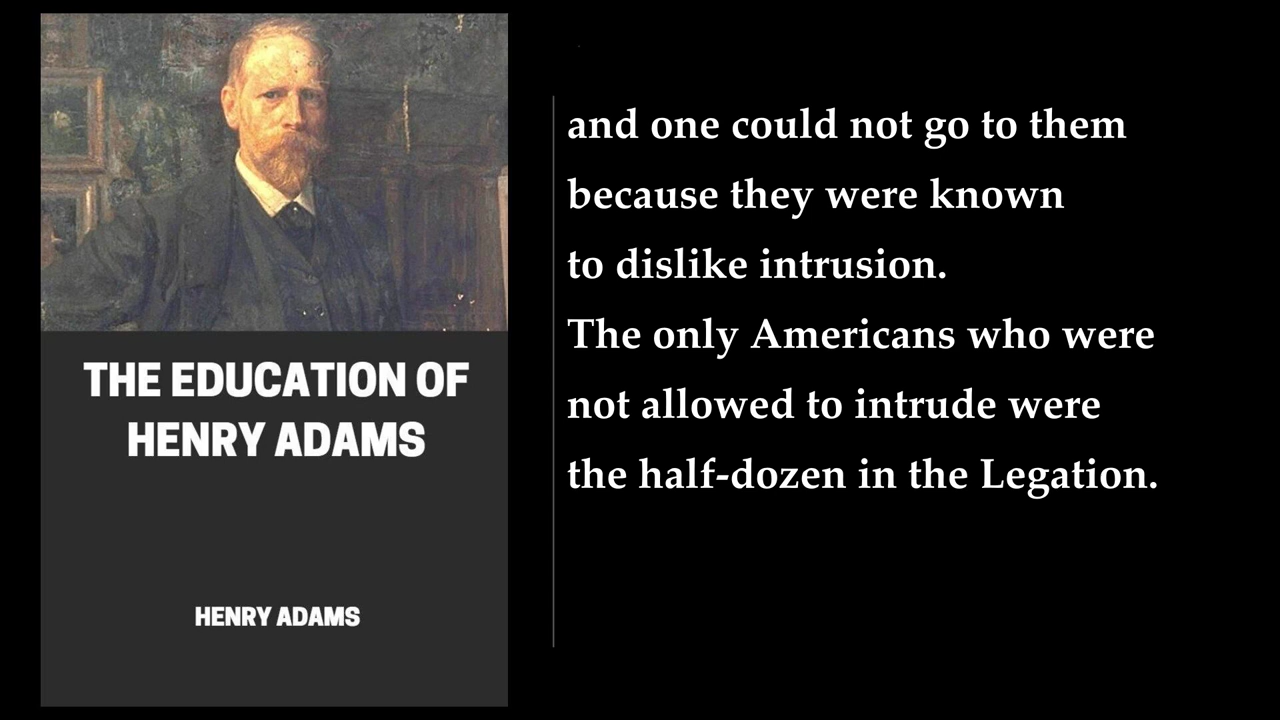 THE EDUCATION OF
HENRY ADAMS
HENRY ADAMS
and one could not go to them
because they were known
to dislike intrusion.
The only Americans who were
not allowed to intrude were
the half-dozen in the Legation.